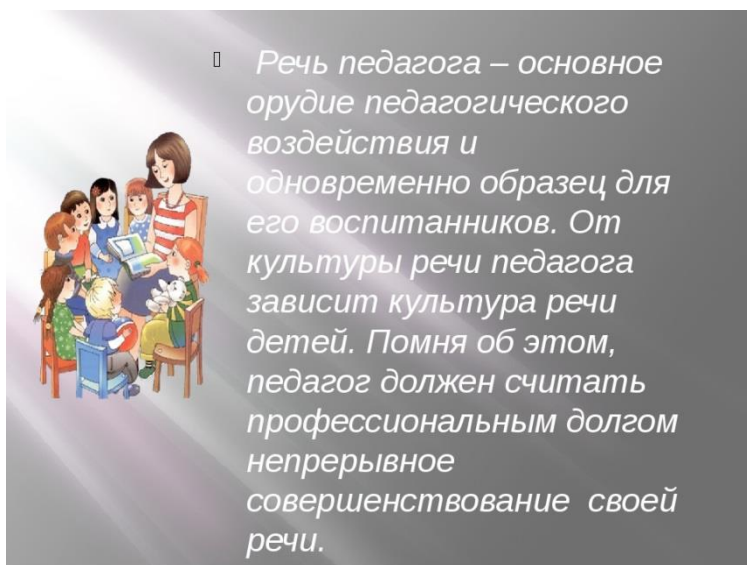 Речь педагога – основное
орудие педагогического
воздействия и
одновременно образец для
его воспитанников. От
культуры речи педагога
зависит культура речи
детей. Помня об этом,
педагог должен считать
профессиональным долгом
непрерывное
совершенствование  своей
речи.